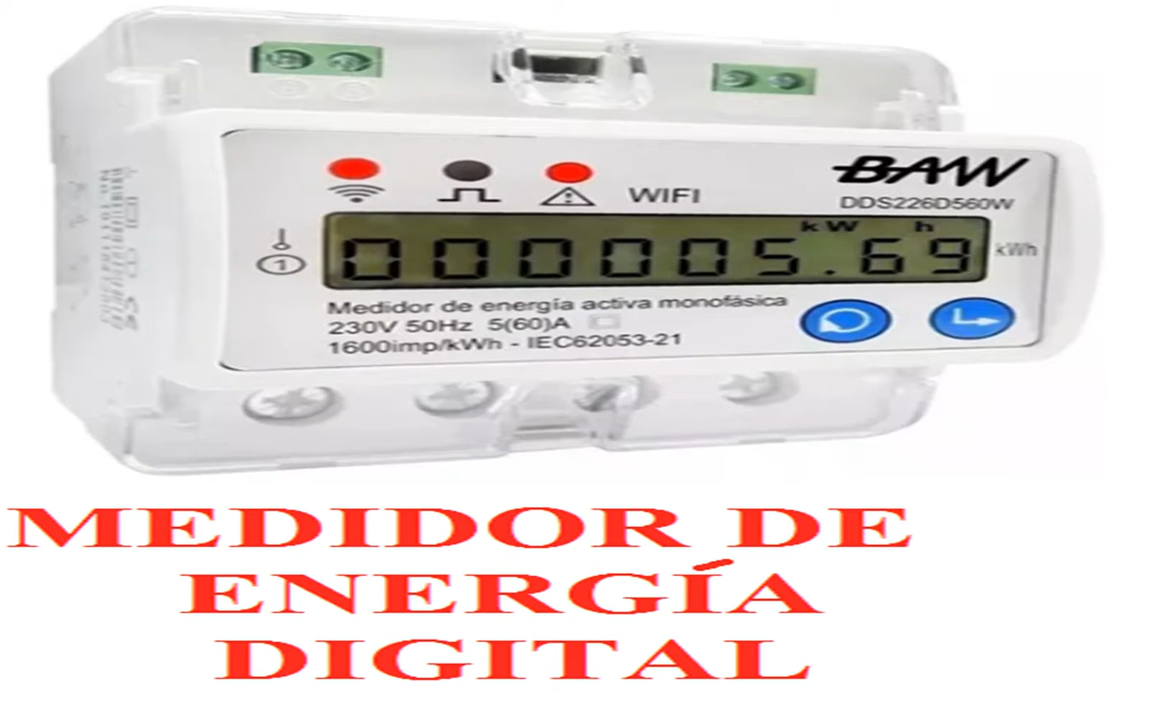 BAW
WIFI
DDS226D560W
kW h
000005.69 kWh
1
Medidor de energía activa monofásica
230V 50Hz 5(60)A
1600imp/kWh - IEC62053-21
MEDIDOR DE
ENERGÍA
DIGITAL